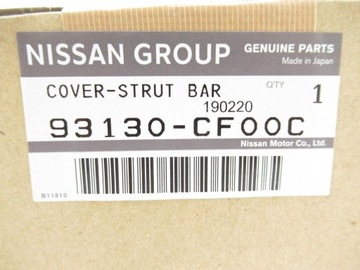 NISSAN GROUP
GENUINE PARTS
Made in Japan
COVER-STRUT BAR
190220
QTY
1
93130-CF00C
Nissan Motor Co., Ltd.
B11810